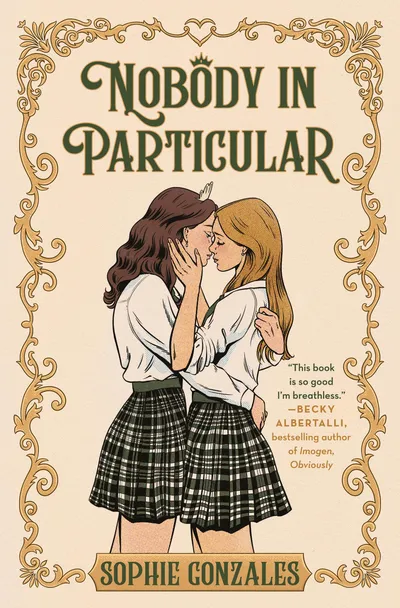 NOBODY IN
PARTICULAR
“This book
is so good
I’m breathless.”
—BECKY
ALBERTALLI,
bestselling author
of Imogen,
Obviously
SOPHIE GONZALES